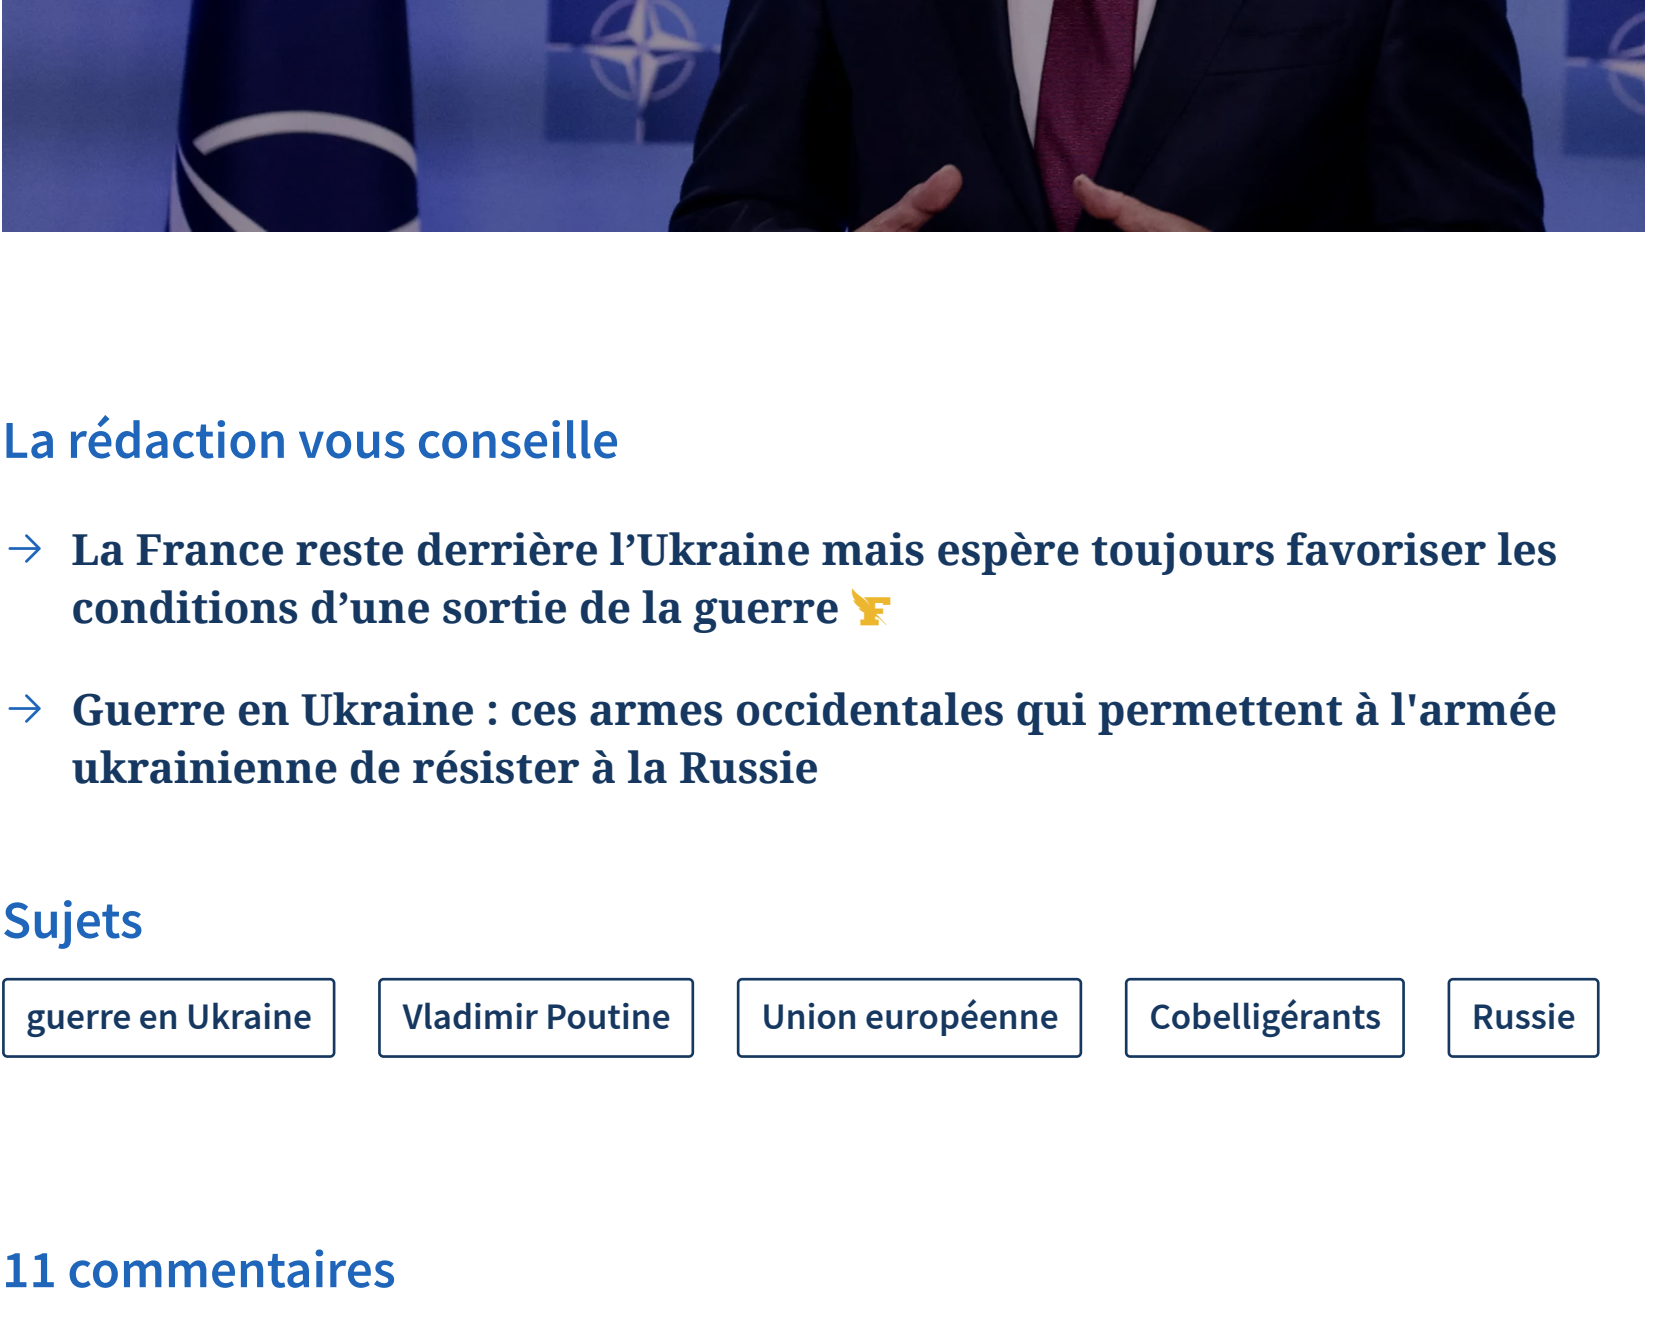 La rédaction vous conseille
La France reste derrière l’Ukraine mais espère toujours favoriser les
conditions d’une sortie de la guerre
Guerre en Ukraine : ces armes occidentales qui permettent à l'armée
ukrainienne de résister à la Russie
Sujets
guerre en Ukraine
Vladimir Poutine
Union européenne
Cobelligérants
Russie
11 commentaires